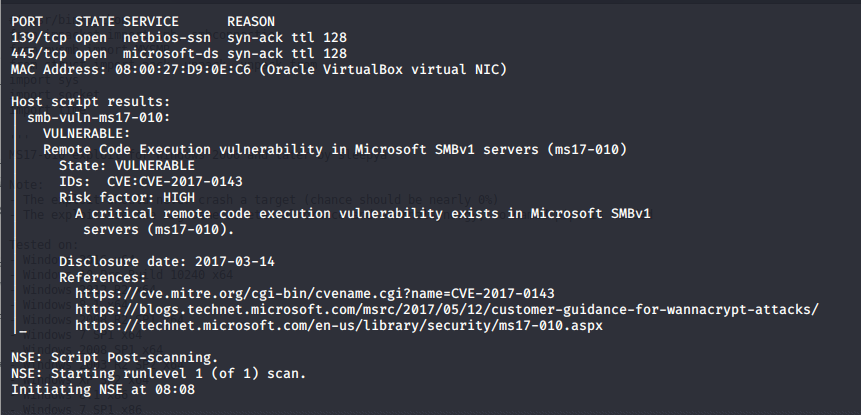 PORT    STATE SERVICE      REASON
139/tcp open  netbios-ssn  syn-ack ttl 128
445/tcp open  microsoft-ds syn-ack ttl 128
MAC Address: 08:00:27:D9:0E:C6 (Oracle VirtualBox virtual NIC)
Host script results:
smb-vuln-ms17-010:
VULNERABLE:
Remote Code Execution vulnerability in Microsoft SMBv1 servers (ms17-010)
State: VULNERABLE
IDs:  CVE:CVE-2017-0143
Risk factor: HIGH
A critical remote code execution vulnerability exists in Microsoft SMBv1
servers (ms17-010).
Disclosure date: 2017-03-14
References:
https://cve.mitre.org/cgi-bin/cvename.cgi?name=CVE-2017-0143
https://blogs.technet.microsoft.com/msrc/2017/05/12/customer-guidance-for-wannacrypt-attacks/
|_ https://technet.microsoft.com/en-us/library/security/ms17-010.aspx
NSE: Script Post-scanning.
NSE: Starting runlevel 1 (of 1) scan.
Initiating NSE at 08:08